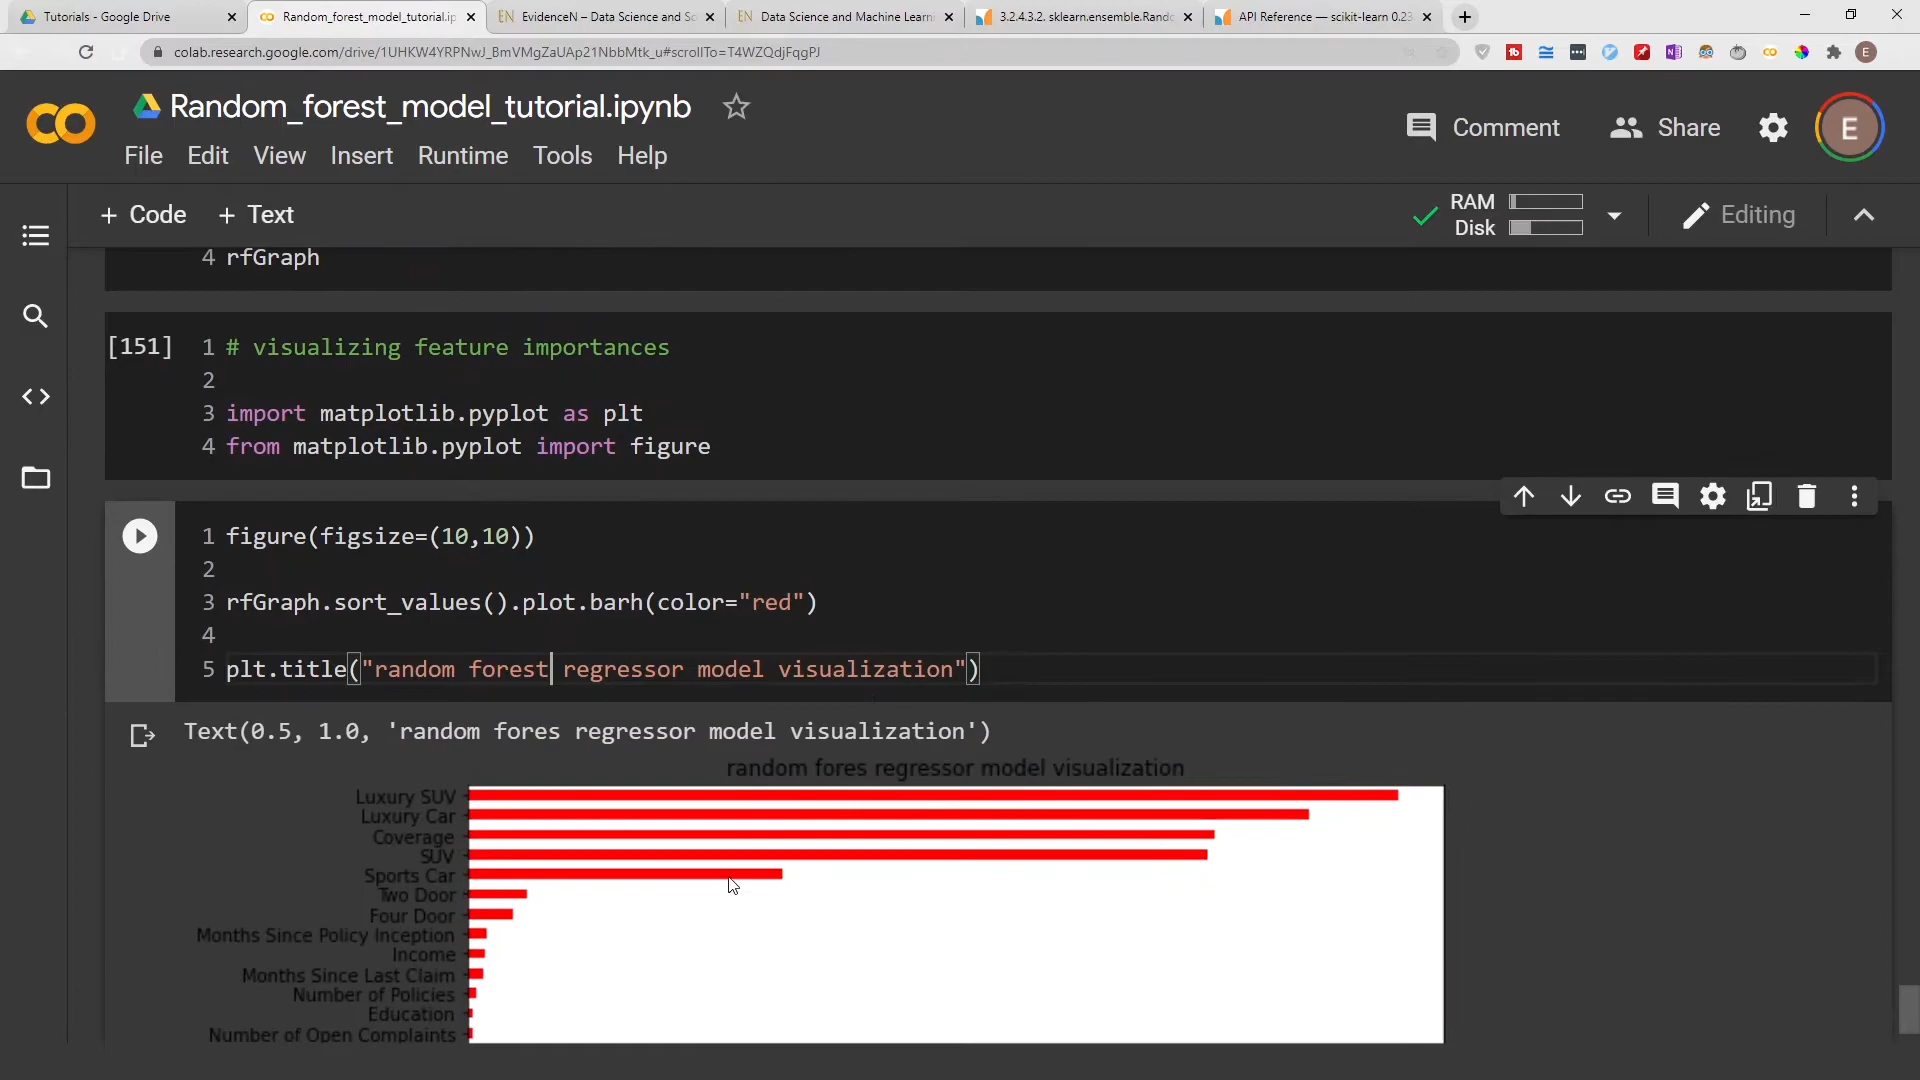 Tutorials - Google Drive
Random_forest_model_tutorial.ip
EN EvidenceN – Data Science and Sc
EN Data Science and Machine Learni
3.2.4.3.2. sklearn.ensemble.Rando
API Reference — scikit-learn 0.23
colab.research.google.com/drive/1UHKW4YRPNwJ_BmVMgZaUAp21NbbMtk_u#scrollTo=T4WZQdjFqgPJ
E
Random_forest_model_tutorial.ipynb
Comment
Share
E
File Edit View Insert Runtime Tools Help
+ Code + Text
RAM
Disk
Editing
4 rfGraph
[151]
1 # visualizing feature importances
2
3 import matplotlib.pyplot as plt
4 from matplotlib.pyplot import figure
1 figure(figsize=(10,10))
2
3 rfGraph.sort_values().plot.barh(color="red")
4
5 plt.title("random forest regressor model visualization")
Text(0.5, 1.0, 'random fores regressor model visualization')
random fores regressor model visualization
Luxury SUV
Luxury Car
Coverage
SUV
Sports Car
Two Door
Four Door
Months Since Policy Inception
Income
Months Since Last Claim
Number of Policies
Education
Number of Open Complaints